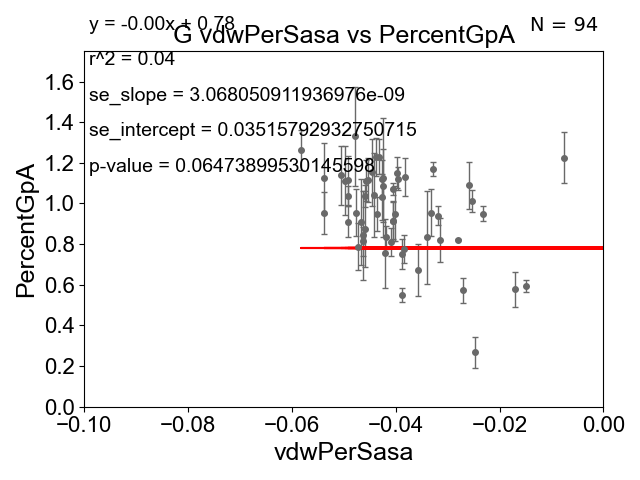 G vdwPerSasa vs PercentGpA
y = -0.00x + 0.78
N = 94
r^2 = 0.04
se_slope = 3.068050911936976e-09
se_intercept = 0.03515792932750715
p-value = 0.06473899530145598
PercentGpA
1.6
1.4
1.2
1.0
0.8
0.6
0.4
0.2
0.0
−0.10 −0.08 −0.06 −0.04 −0.02 0.00
vdwPerSasa